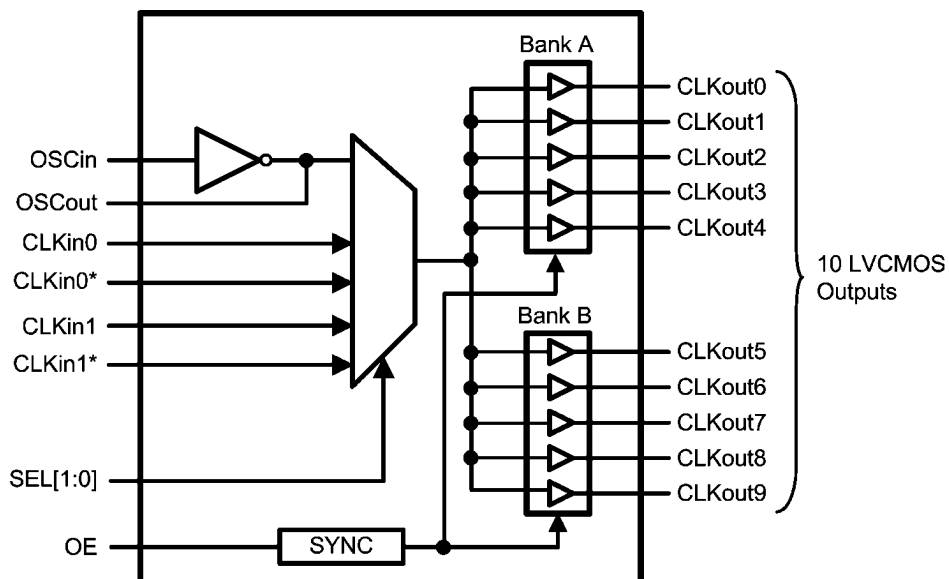 Bank A
CLKout0
CLKout1
CLKout2
CLKout3
CLKout4
OSCin
OSCout
CLKin0
CLKin0*
CLKin1
CLKin1*
SEL[1:0]
OE
SYNC
Bank B
CLKout5
CLKout6
CLKout7
CLKout8
CLKout9
10 LVCMOS
Outputs